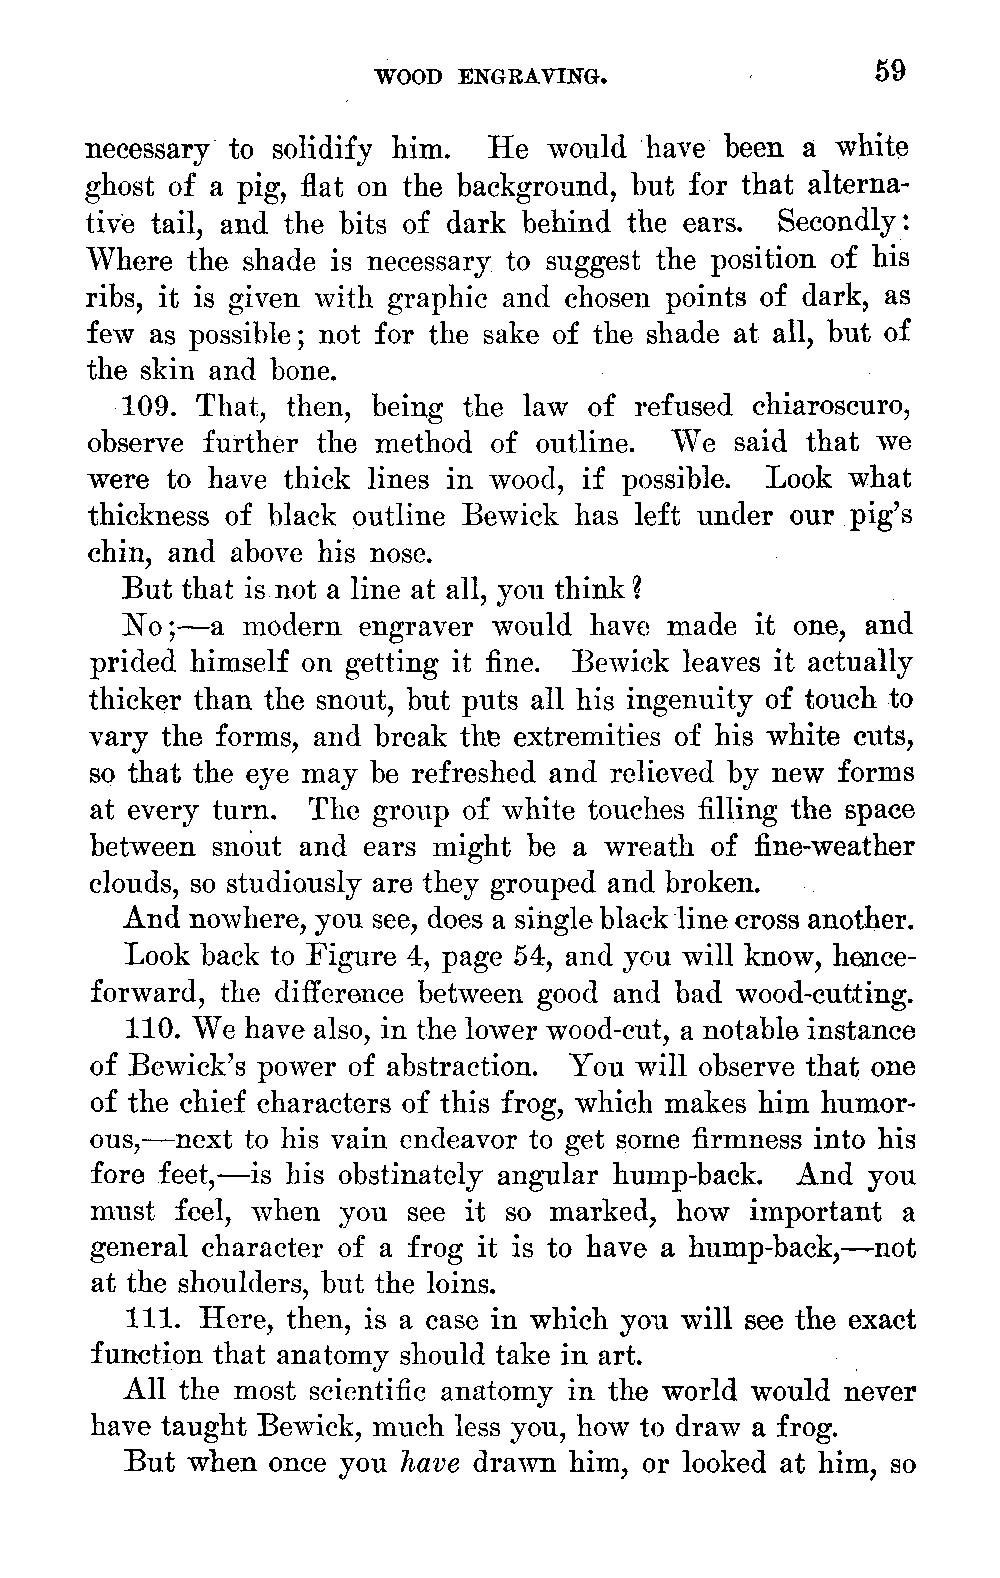 WOOD ENGRAVING. 59
necessary to solidify him. He would have been a white
ghost of a pig, flat on the background, but for that alterna-
tive tail, and the bits of dark behind the ears. Secondly:
Where the shade is necessary to suggest the position of his
ribs, it is given with graphic and chosen points of dark, as
few as possible; not for the sake of the shade at all, but of
the skin and bone.
109. That, then, being the law of refused chiaroscuro,
observe further the method of outline. We said that we
were to have thick lines in wood, if possible. Look what
thickness of black outline Bewick has left under our pig's
chin, and above his nose.
But that is not a line at all, you think?
No;—a modern engraver would have made it one, and
prided himself on getting it fine. Bewick leaves it actually
thicker than the snout, but puts all his ingenuity of touch to
vary the forms, and break the extremities of his white cuts,
so that the eye may be refreshed and relieved by new forms
at every turn. The group of white touches filling the space
between snout and ears might be a wreath of fine-weather
clouds, so studiously are they grouped and broken.
And nowhere, you see, does a single black line cross another.
Look back to Figure 4, page 54, and you will know, hence-
forward, the difference between good and bad wood-cutting.
110. We have also, in the lower wood-cut, a notable instance
of Bewick's power of abstraction. You will observe that one
of the chief characters of this frog, which makes him humor-
ous,—next to his vain endeavor to get some firmness into his
fore feet,—is his obstinately angular hump-back. And you
must feel, when you see it so marked, how important a
general character of a frog it is to have a hump-back,—not
at the shoulders, but the loins.
111. Here, then, is a case in which you will see the exact
function that anatomy should take in art.
All the most scientific anatomy in the world would never
have taught Bewick, much less you, how to draw a frog.
But when once you have drawn him, or looked at him, so